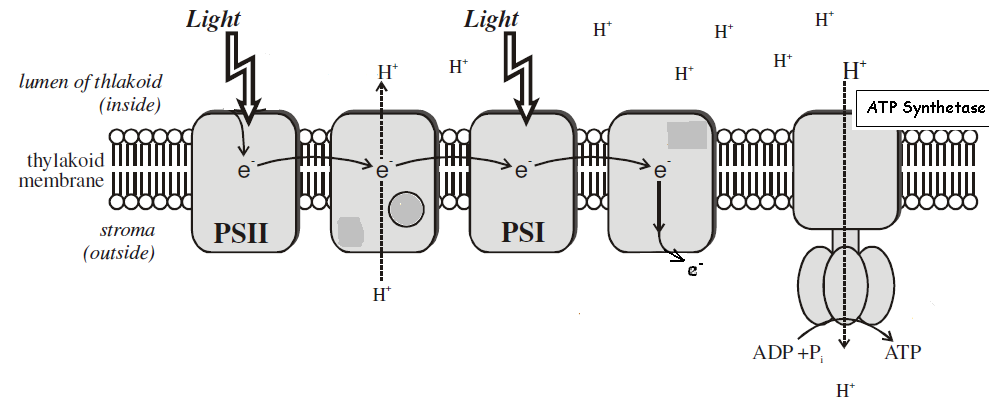 Light
Light
H⁺
H⁺
H⁺
H⁺
H⁺
H⁺
H⁺
H⁺
lumen of thlakoid
(inside)
ATP Synthetase
thylakoid
membrane
e⁻
e⁻
e⁻
e⁻
stroma
(outside)
PSII
PSI
e⁻
H⁺
ADP +Pᵢ
ATP
H⁺